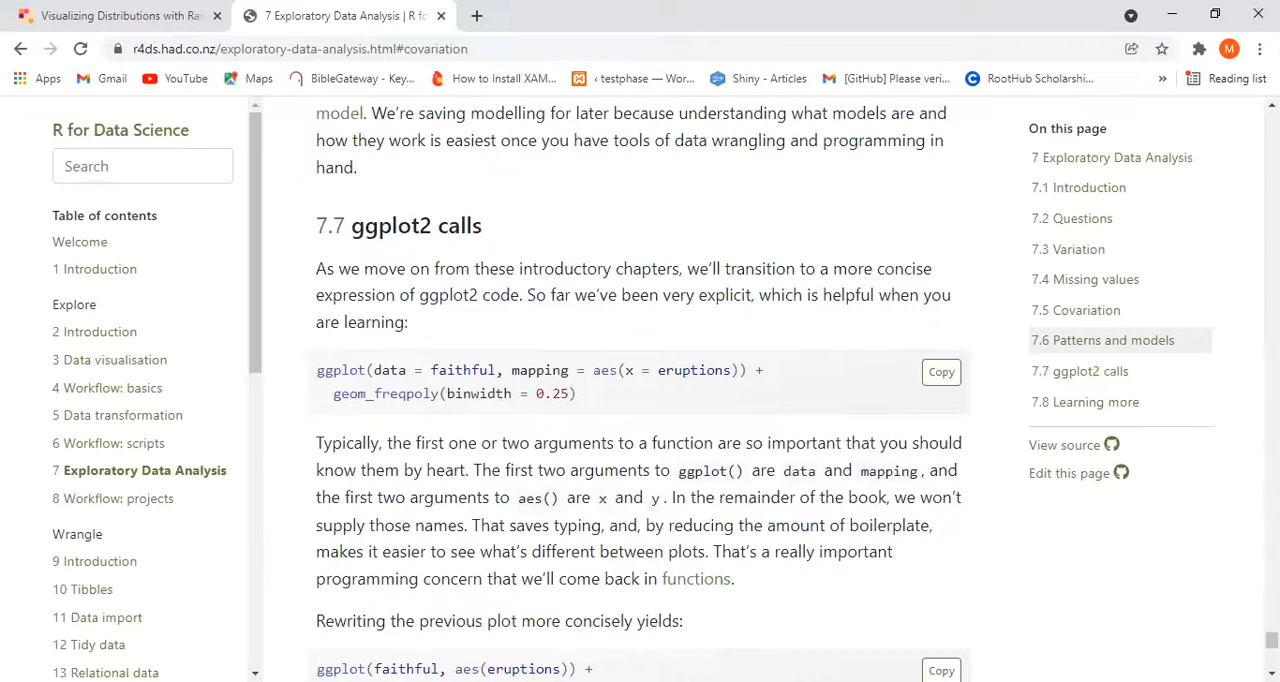 Visualizing Distributions with Rai
7 Exploratory Data Analysis | R fo
r4ds.had.co.nz/exploratory-data-analysis.html#covariation
M
Apps
Gmail
YouTube
Maps
BibleGateway - Key...
How to Install XAM...
‹ testphase — Wor...
Shiny - Articles
[GitHub] Please veri...
RootHub Scholarshi...
»
Reading list
R for Data Science
Search
Table of contents
Welcome
1 Introduction
Explore
2 Introduction
3 Data visualisation
4 Workflow: basics
5 Data transformation
6 Workflow: scripts
7 Exploratory Data Analysis
8 Workflow: projects
Wrangle
9 Introduction
10 Tibbles
11 Data import
12 Tidy data
13 Relational data
model. We’re saving modelling for later because understanding what models are and
how they work is easiest once you have tools of data wrangling and programming in
hand.
7.7 ggplot2 calls
As we move on from these introductory chapters, we’ll transition to a more concise
expression of ggplot2 code. So far we’ve been very explicit, which is helpful when you
are learning:
ggplot(data = faithful, mapping = aes(x = eruptions)) +
geom_freqpoly(binwidth = 0.25)
Copy
Typically, the first one or two arguments to a function are so important that you should
know them by heart. The first two arguments to ggplot() are data and mapping, and
the first two arguments to aes() are x and y. In the remainder of the book, we won’t
supply those names. That saves typing, and, by reducing the amount of boilerplate,
makes it easier to see what’s different between plots. That’s a really important
programming concern that we’ll come back in functions.
Rewriting the previous plot more concisely yields:
ggplot(faithful, aes(eruptions)) +
Copy
On this page
7 Exploratory Data Analysis
7.1 Introduction
7.2 Questions
7.3 Variation
7.4 Missing values
7.5 Covariation
7.6 Patterns and models
7.7 ggplot2 calls
7.8 Learning more
View source
Edit this page